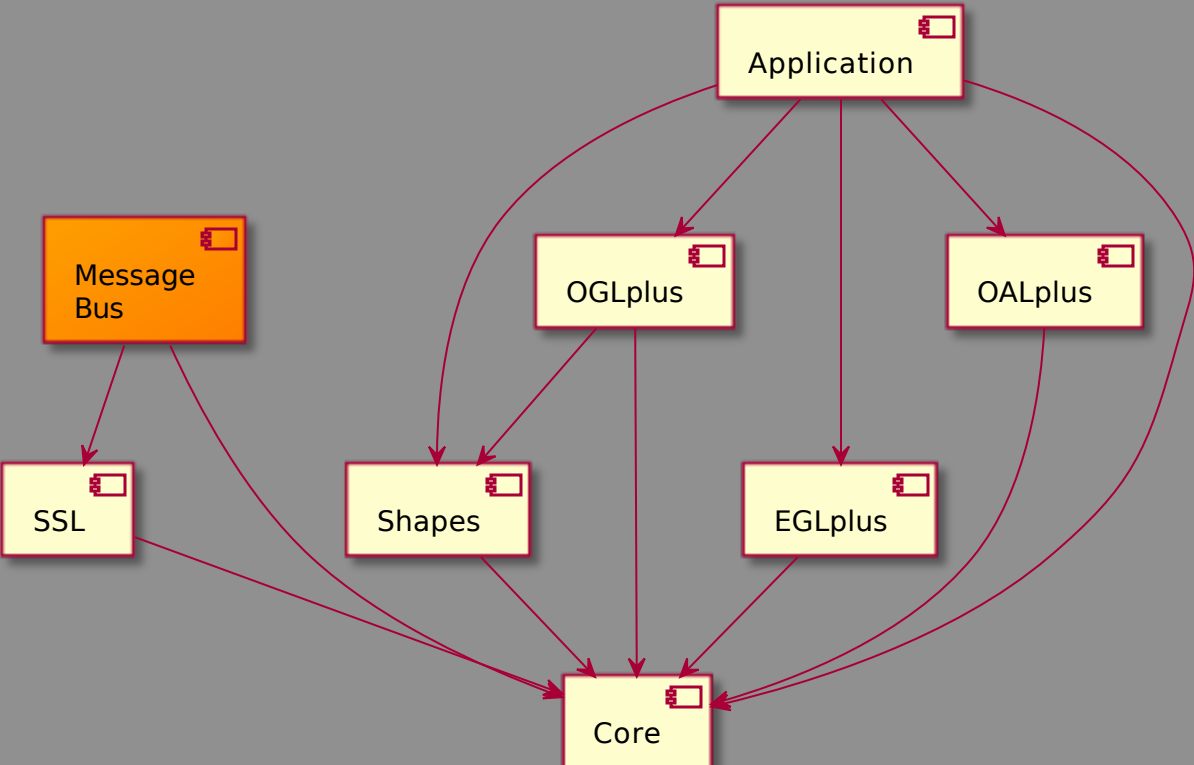 Application
Message
Bus
OGLplus
OALplus
SSL
Shapes
EGLplus
Core